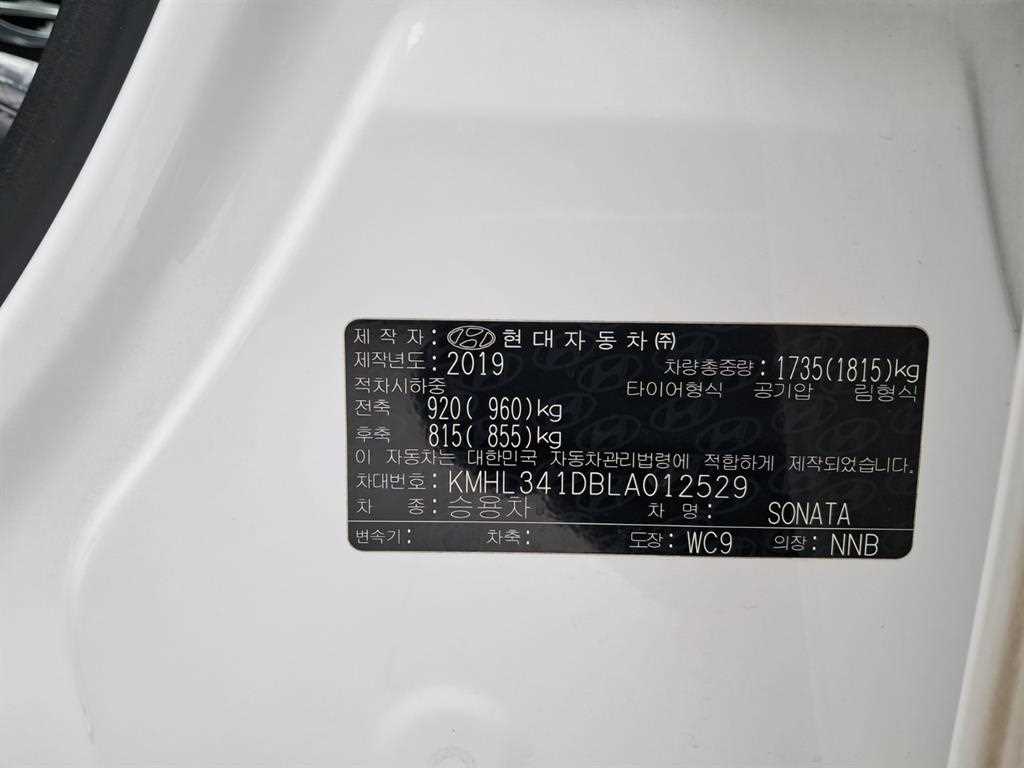 제 작 자 : 현 대 자 동 차 ㈜
제작년도 : 2019 차량총중량 : 1735(1815)kg
적차시하중 타이어형식 공기압 림형식
전축 920( 960)kg
후축 815( 855)kg
이 자동차는 대한민국 자동차관리법령에 적합하게 제작되었습니다.
차대번호 : KMHL341DBLA012529
차 종 : 승용차 차 명 : SONATA
변속기 : 차축 : 도장 : WC9 의장 : NNB